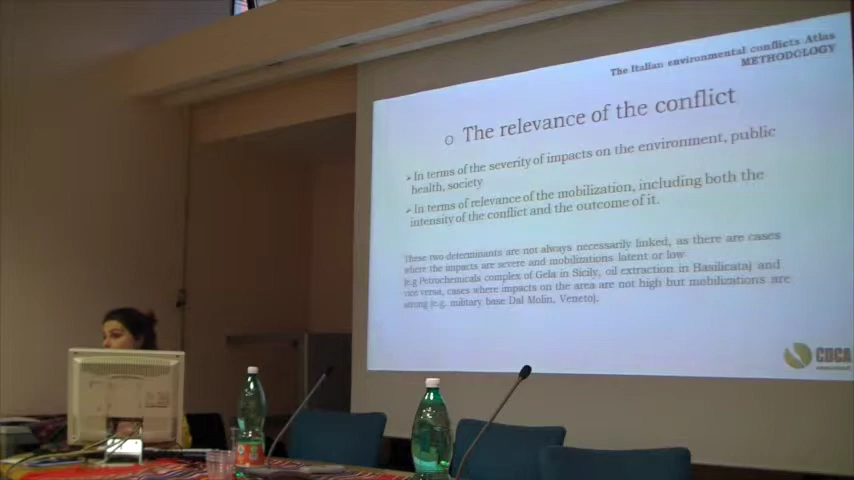 The Italian environmental conflicts Atlas
METHODOLOGY
The relevance of the conflict
In terms of the severity of impacts on the environment, public
health, society
In terms of relevance of the mobilization, including both the
intensity of the conflict and the outcome of it.
These two determinants are not always necessarily linked, as there are cases
where the impacts are severe and mobilizations latent or low
[e.g Petrochemicals complex of Gela in Sicily, oil extraction in Basilicata] and
vice versa, cases where impacts on the area are not high but mobilizations are
strong [e.g. military base Dal Molin, Veneto].
CDCA